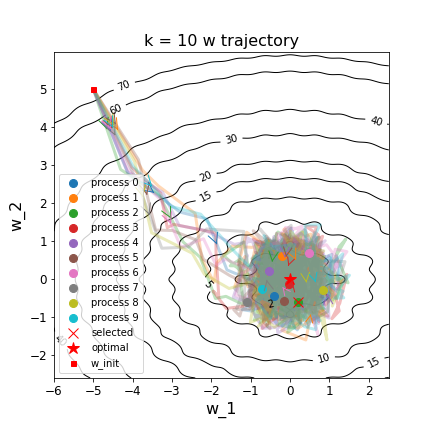 k = 10 w trajectory
70
60
40
30
20
15
5
2
10
15
w_2
5
4
3
2
1
0
−1
−2
process 0
process 1
process 2
process 3
process 4
process 5
process 6
process 7
process 8
process 9
selected
optimal
w_init
−6
−5
−4
−3
−2
−1
0
1
2
w_1